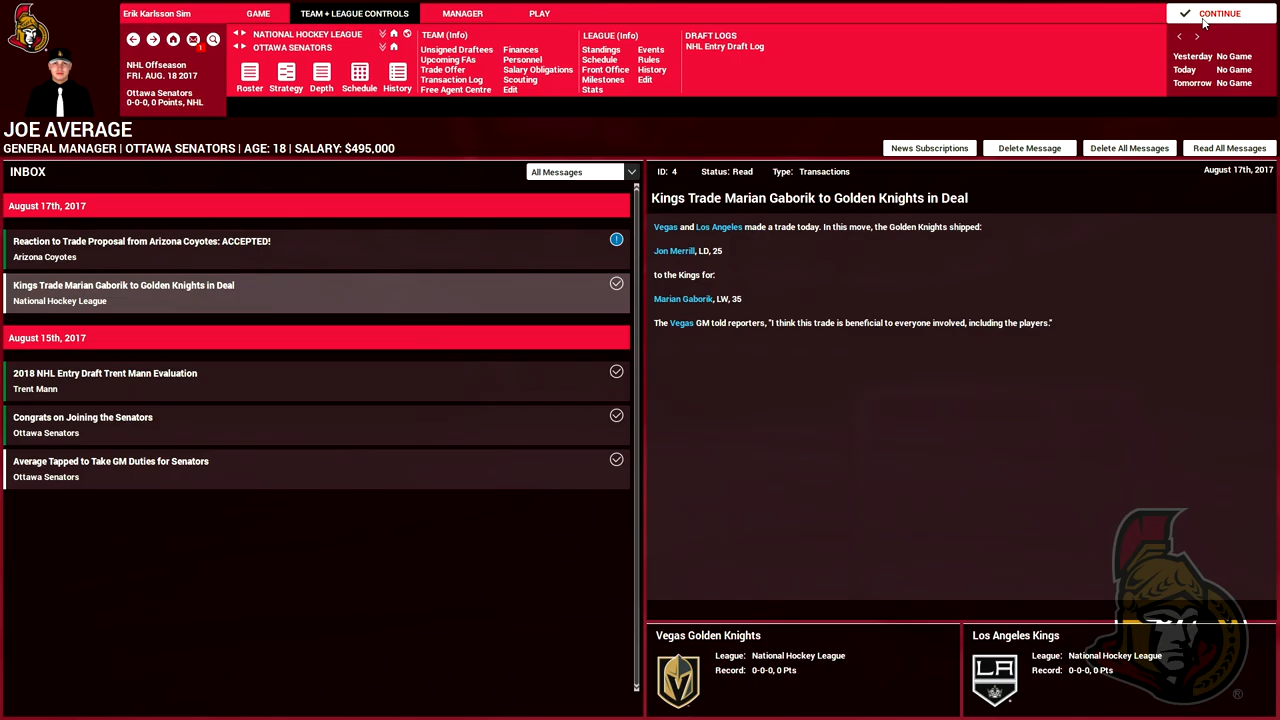 Erik Karlsson Sim
GAME
TEAM + LEAGUE CONTROLS
MANAGER
PLAY
CONTINUE
1
NHL Offseason
FRI. AUG. 18 2017
Ottawa Senators
0-0-0, 0 Points, NHL
NATIONAL HOCKEY LEAGUE
OTTAWA SENATORS
Roster
Strategy
Depth
Schedule
History
TEAM (Info)
Unsigned Draftees
Upcoming FAs
Trade Offer
Transaction Log
Free Agent Centre
Finances
Personnel
Salary Obligations
Scouting
Edit
LEAGUE (Info)
Standings
Schedule
Front Office
Milestones
Stats
Events
Rules
History
Edit
DRAFT LOGS
NHL Entry Draft Log
Yesterday No Game
Today No Game
Tomorrow No Game
JOE AVERAGE
GENERAL MANAGER | OTTAWA SENATORS | AGE: 18 | SALARY: $495,000
News Subscriptions
Delete Message
Delete All Messages
Read All Messages
INBOX
All Messages
August 17th, 2017
Reaction to Trade Proposal from Arizona Coyotes: ACCEPTED!
Arizona Coyotes
Kings Trade Marian Gaborik to Golden Knights in Deal
National Hockey League
August 15th, 2017
2018 NHL Entry Draft Trent Mann Evaluation
Trent Mann
Congrats on Joining the Senators
Ottawa Senators
Average Tapped to Take GM Duties for Senators
Ottawa Senators
ID: 4 Status: Read Type: Transactions
August 17th, 2017
Kings Trade Marian Gaborik to Golden Knights in Deal
Vegas and Los Angeles made a trade today. In this move, the Golden Knights shipped:
Jon Merrill, LD, 25
to the Kings for:
Marian Gaborik, LW, 35
The Vegas GM told reporters, "I think this trade is beneficial to everyone involved, including the players."
Vegas Golden Knights
League: National Hockey League
Record: 0-0-0, 0 Pts
Los Angeles Kings
LA
League: National Hockey League
Record: 0-0-0, 0 Pts